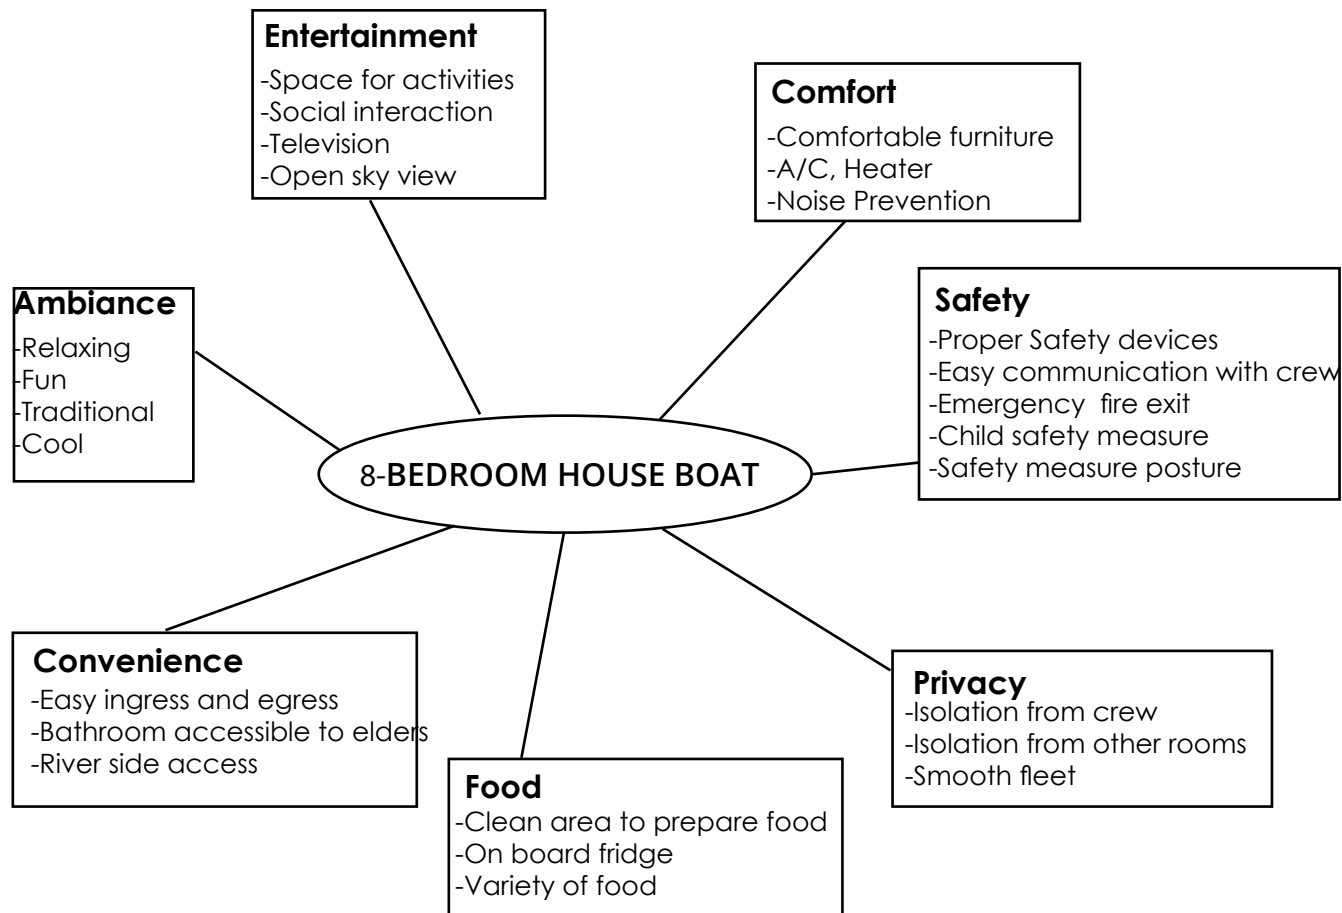 Entertainment
-Space for activities
-Social interaction
-Television
-Open sky view
Comfort
-Comfortable furniture
-A/C, Heater
-Noise Prevention
Ambiance
-Relaxing
-Fun
-Traditional
-Cool
Safety
-Proper Safety devices
-Easy communication with crew
-Emergency fire exit
-Child safety measure
-Safety measure posture
8-BEDROOM HOUSE BOAT
Convenience
-Easy ingress and egress
-Bathroom accessible to elders
-River side access
Food
-Clean area to prepare food
-On board fridge
-Variety of food
Privacy
-Isolation from crew
-Isolation from other rooms
-Smooth fleet